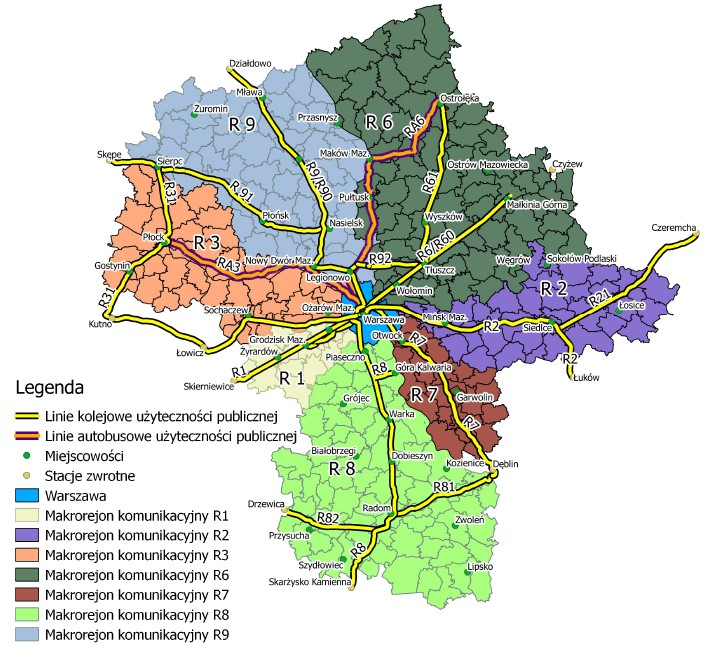 Działdowo
Mława
Żuromin
Przasnysz
R 9
R 6
Ostrołęka
RA6
Maków Maz.
Skępe
Sierpc
R31
R 91
R9/R90
R61
Ostrów Mazowiecka
Czyżew
Pułtusk
Małkinia Górna
Płońsk
Nasielsk
Wyszków
Czeremcha
Płock
R 3
R6/R60
RA3
Nowy Dwór Maz.
R92
Węgrów
Sokołów Podlaski
Gostynin
Legionowo
Tłuszcz
R31
Wołomin
R 2
R21
Kutno
Sochaczew
Ożarów Maz.
Mińsk Maz.
Łosice
Warszawa
R2
Siedlce
Grodzisk Maz.
Otwock
R7
Łowicz
Żyrardów
Piaseczno
R2
R1
R8
Góra Kalwaria
Łuków
Skierniewice
R 1
R 7
Garwolin
Legenda
Grójec
Warka
R7
Linie kolejowe użyteczności publicznej
Linie autobusowe użyteczności publicznej
Białobrzegi
Dobieszyn
Kozienice
Dęblin
Miejscowości
R 8
Stacje zwrotne
R81
Warszawa
Drzewica
Radom
Makrorejon komunikacyjny R1
R82
Zwoleń
Makrorejon komunikacyjny R2
Przysucha
R8
Makrorejon komunikacyjny R3
Szydłowiec
Lipsko
Makrorejon komunikacyjny R6
Skarżysko Kamienna
Makrorejon komunikacyjny R7
Makrorejon komunikacyjny R8
Makrorejon komunikacyjny R9